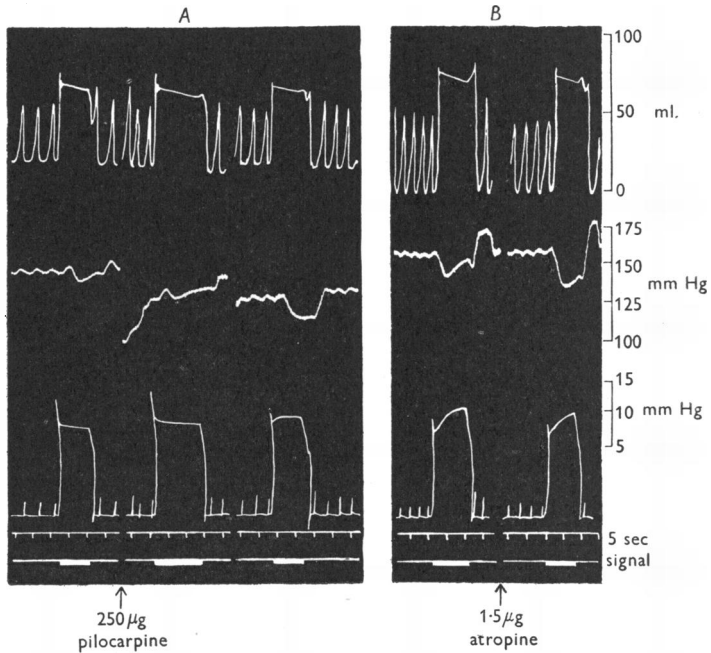 A
B
100
50 ml.
0
175
150
mm Hg
125
100
15
10 mm Hg
5
5 sec
signal
250 µg
pilocarpine
1·5 µg
atropine